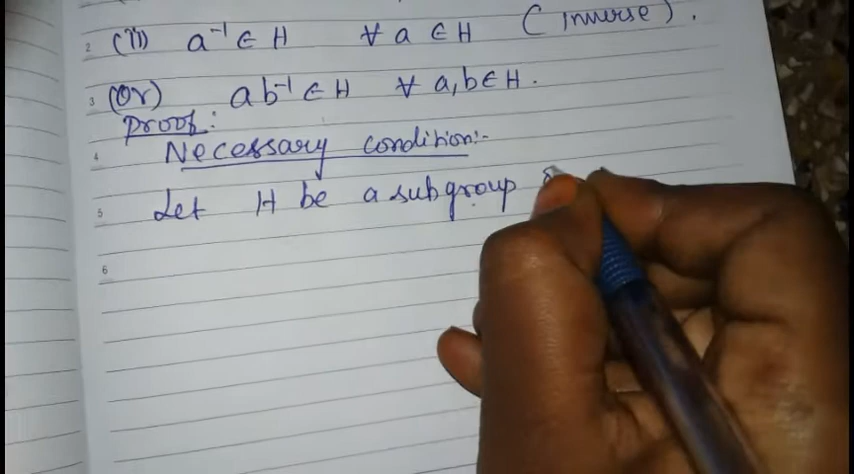 2 (ii) a⁻¹ ∈ H ∀ a ∈ H (Inverse).
3 (or) ab⁻¹ ∈ H ∀ a,b ∈ H.
Proof:
4 Necessary condition:-
5 Let H be a subgroup
6